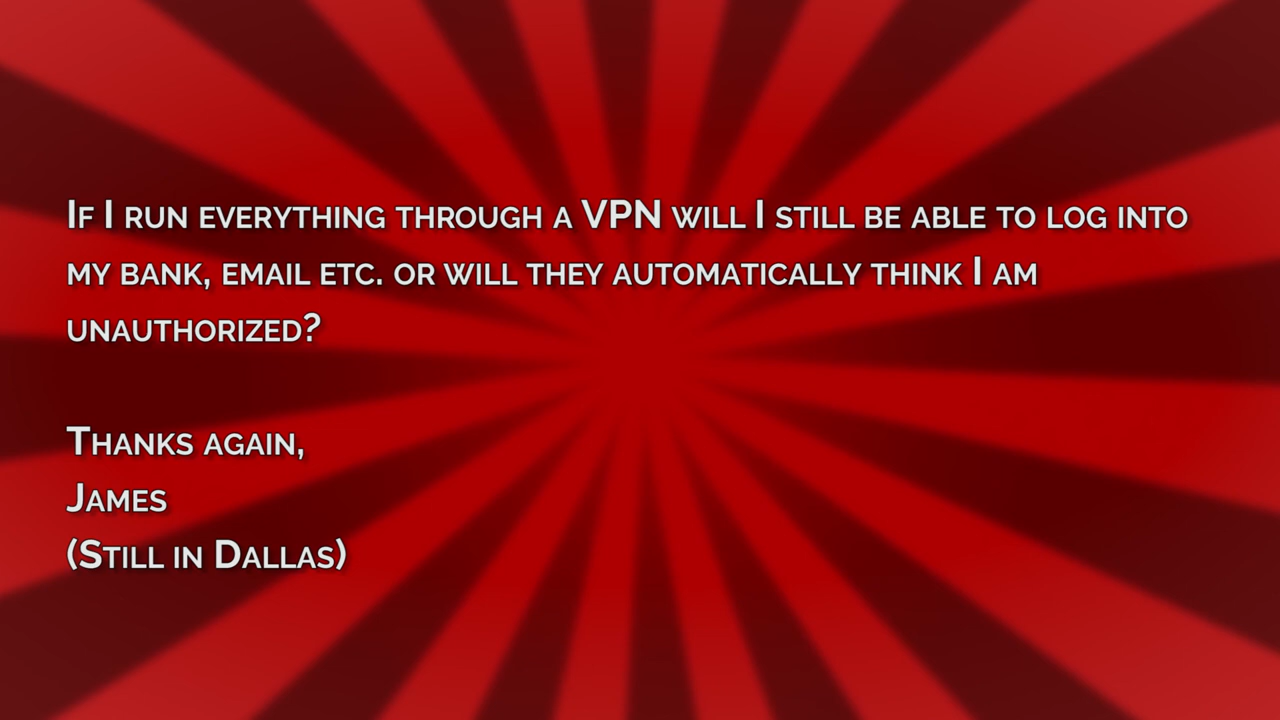 If I run everything through a VPN will I still be able to log into
my bank, email etc. or will they automatically think I am
unauthorized?
Thanks again,
James
(Still in Dallas)